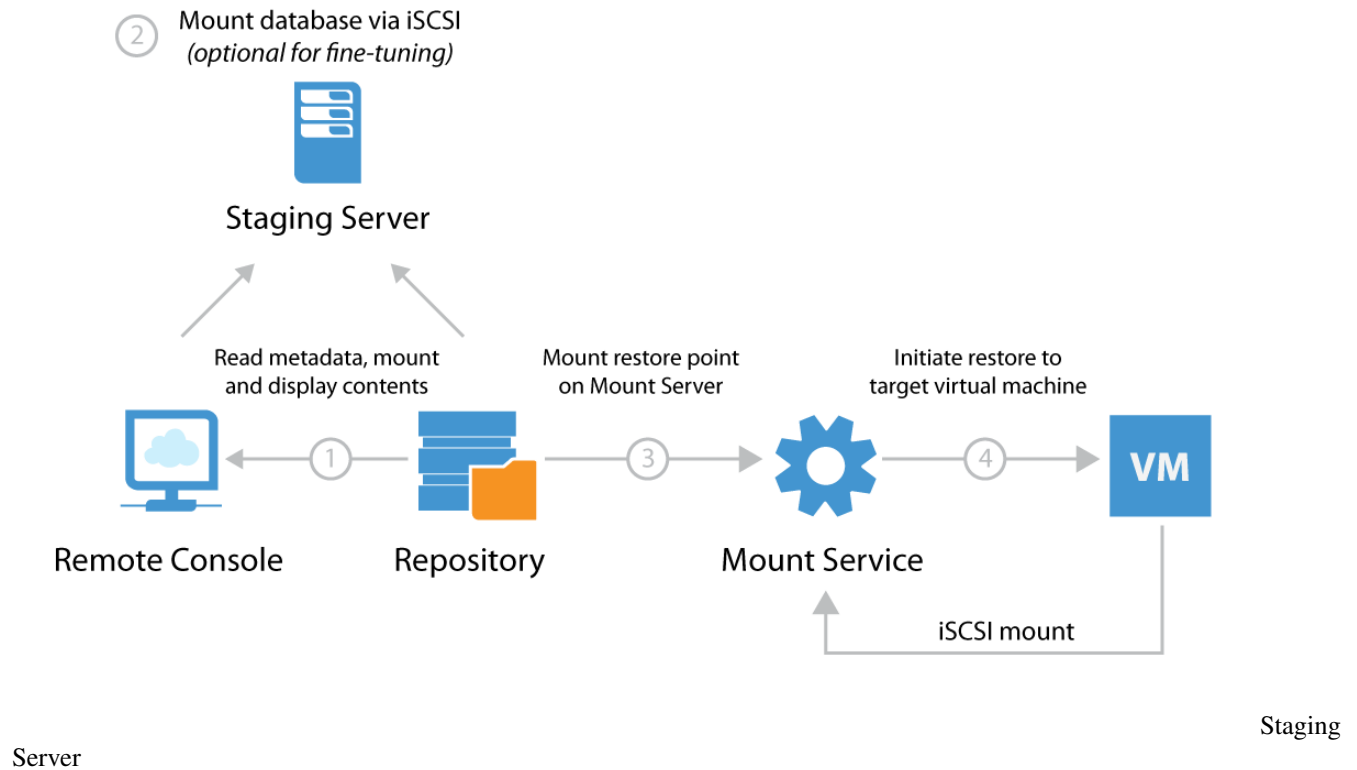 2
Mount database via iSCSI
(optional for fine-tuning)
Staging Server
Read metadata, mount
and display contents
Mount restore point
on Mount Server
Initiate restore to
target virtual machine
1
3
4
VM
Remote Console
Repository
Mount Service
iSCSI mount
Staging
Server